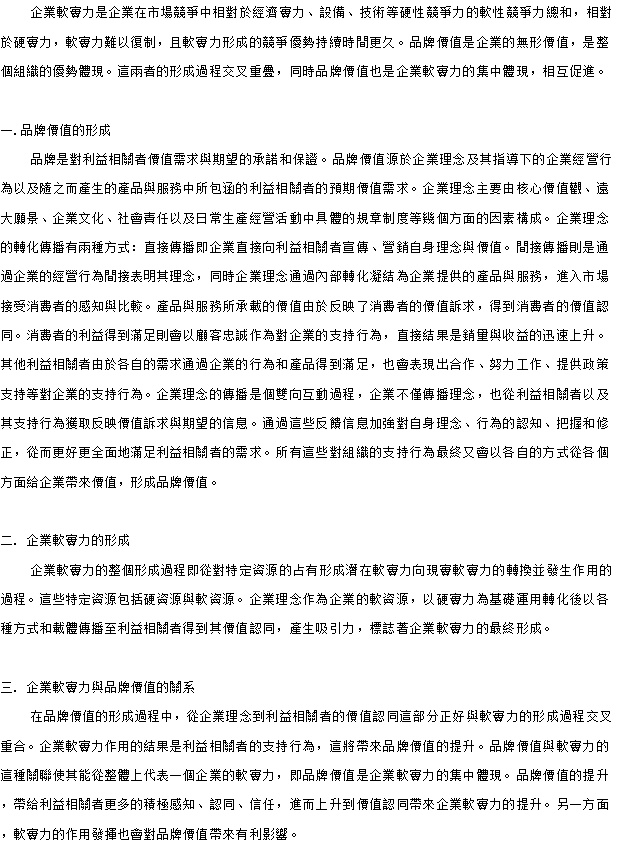 企業軟實力是企業在市場競爭中相對於經濟實力、設備、技術等硬性競爭力的軟性競爭力總和，相對
於硬實力，軟實力難以復制，且軟實力形成的競爭優勢持續時間更久。品牌價值是企業的無形價值，是整
個組織的優勢體現。這兩者的形成過程交叉重疊，同時品牌價值也是企業軟實力的集中體現，相互促進。
一.品牌價值的形成
品牌是對利益相關者價值需求與期望的承諾和保證。品牌價值源於企業理念及其指導下的企業經營行
為以及隨之而產生的產品與服務中所包涵的利益相關者的預期價值需求。企業理念主要由核心價值觀、遠
大願景、企業文化、社會責任以及日常生產經營活動中具體的規章制度等幾個方面的因素構成。企業理念
的轉化傳播有兩種方式：直接傳播即企業直接向利益相關者宣傳、營銷自身理念與價值。間接傳播則是通
過企業的經營行為間接表明其理念，同時企業理念通過內部轉化凝結為企業提供的產品與服務，進入市場
接受消費者的感知與比較。產品與服務所承載的價值由於反映了消費者的價值訴求，得到消費者的價值認
同。消費者的利益得到滿足則會以顧客忠誠作為對企業的支持行為，直接結果是銷量與收益的迅速上升。
其他利益相關者由於各自的需求通過企業的行為和產品得到滿足，也會表現出合作、努力工作、提供政策
支持等對企業的支持行為。企業理念的傳播是個雙向互動過程，企業不僅傳播理念，也從利益相關者以及
其支持行為獲取反映價值訴求與期望的信息。通過這些反饋信息加強對自身理念、行為的認知、把握和修
正，從而更好更全面地滿足利益相關者的需求。所有這些對組織的支持行為最終又會以各自的方式從各個
方面給企業帶來價值，形成品牌價值。
二．企業軟實力的形成
企業軟實力的整個形成過程即從對特定資源的占有形成潛在軟實力向現實軟實力的轉換並發生作用的
過程。這些特定資源包括硬資源與軟資源。企業理念作為企業的軟資源，以硬實力為基礎運用轉化後以各
種方式和載體傳播至利益相關者得到其價值認同，產生吸引力，標誌著企業軟實力的最終形成。
三．企業軟實力與品牌價值的關系
在品牌價值的形成過程中，從企業理念到利益相關者的價值認同這部分正好與軟實力的形成過程交叉
重合。企業軟實力作用的結果是利益相關者的支持行為，這將帶來品牌價值的提升。品牌價值與軟實力的
這種關聯使其能從整體上代表一個企業的軟實力，即品牌價值是企業軟實力的集中體現。品牌價值的提升
，帶給利益相關者更多的積極感知、認同、信任，進而上升到價值認同帶來企業軟實力的提升。另一方面
，軟實力的作用發揮也會對品牌價值帶來有利影響。